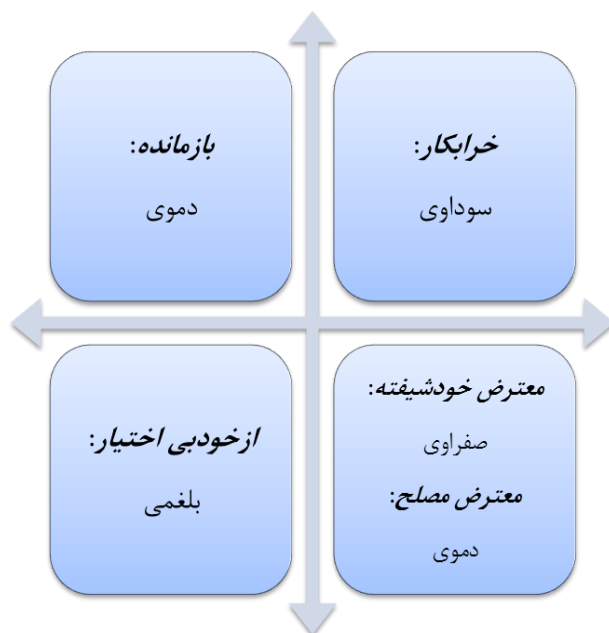 خرابکار:
سوداوی
بازمانده:
دموی
معترض خودشیفته:
صفراوی
معترض مصلح:
دموی
ازخودبی اختیار:
بلغمی